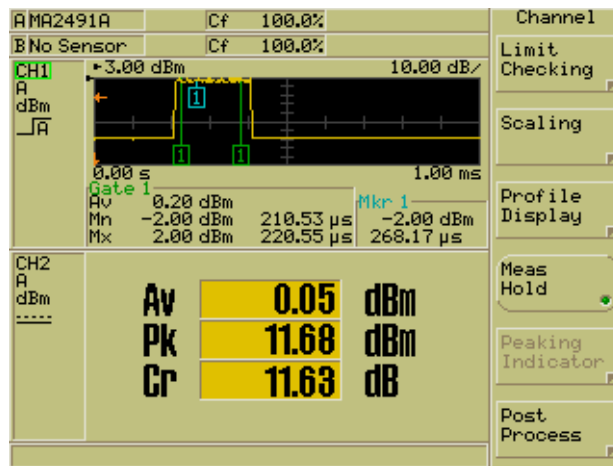 A MA2491A Cf 100.0%
B No Sensor Cf 100.0%
CH1
A
dBm
A
3.00 dBm 10.00 dB/
1
1 1
0.00 s 1.00 ms
Gate 1
Av 0.20 dBm
Mn -2.00 dBm 210.53 µs
Mx 2.00 dBm 220.55 µs
Mkr 1
-2.00 dBm
268.17 µs
CH2
A
dBm
Av 0.05 dBm
Pk 11.68 dBm
Cr 11.63 dB
Channel
Limit
Checking
Scaling
Profile
Display
Meas
Hold
Peaking
Indicator
Post
Process